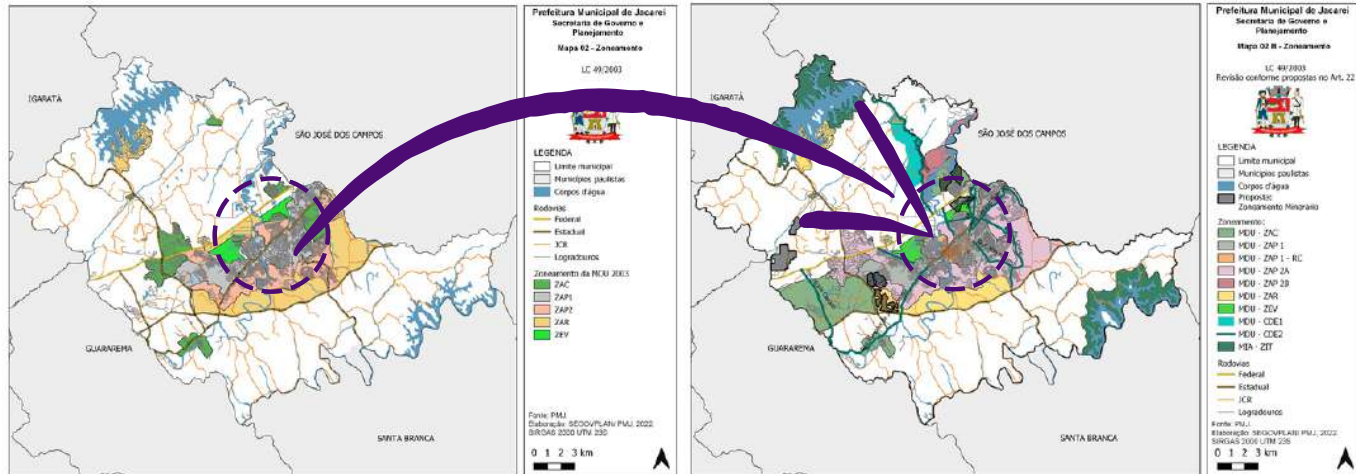 Prefeitura Municipal de Jacareí
Secretaria de Governo e
Planejamento
Mapa 02 - Zoneamento
LC 49/2003
IGARATÁ
SÃO JOSÉ DOS CAMPOS
GUARAREMA
SANTA BRANCA
LEGENDA
Limite municipal
Municípios paulistas
Corpos d'água
Rodovias
Federal
Estadual
JCR
Logradouros
Zoneamento da MDU 2003
ZAC
ZAP1
ZAP2
ZAR
ZEV
Fonte: PMJ
Elaboração: SEGOVPLAN/ PMJ, 2022.
SIRGAS 2000 UTM 23S
0 1 2 3 km
Prefeitura Municipal de Jacareí
Secretaria de Governo e
Planejamento
Mapa 02 B - Zoneamento
LC 49/2003
Revisão conforme propostas no Art. 22
IGARATÁ
SÃO JOSÉ DOS CAMPOS
GUARAREMA
SANTA BRANCA
LEGENDA
Limite municipal
Municípios paulistas
Corpos d'água
Propostas:
Zoneamento Minerário
Zoneamento:
MDU - ZAC
MDU - ZAP 1
MDU - ZAP 1 - RC
MDU - ZAP 2A
MDU - ZAP 2B
MDU - ZAR
MDU - ZEV
MDU - CDE1
MDU - CDE2
MIA - ZIT
Rodovias
Federal
Estadual
JCR
Logradouros
Fonte: PMJ
Elaboração: SEGOVPLAN/ PMJ, 2022.
SIRGAS 2000 UTM 23S
0 1 2 3 km